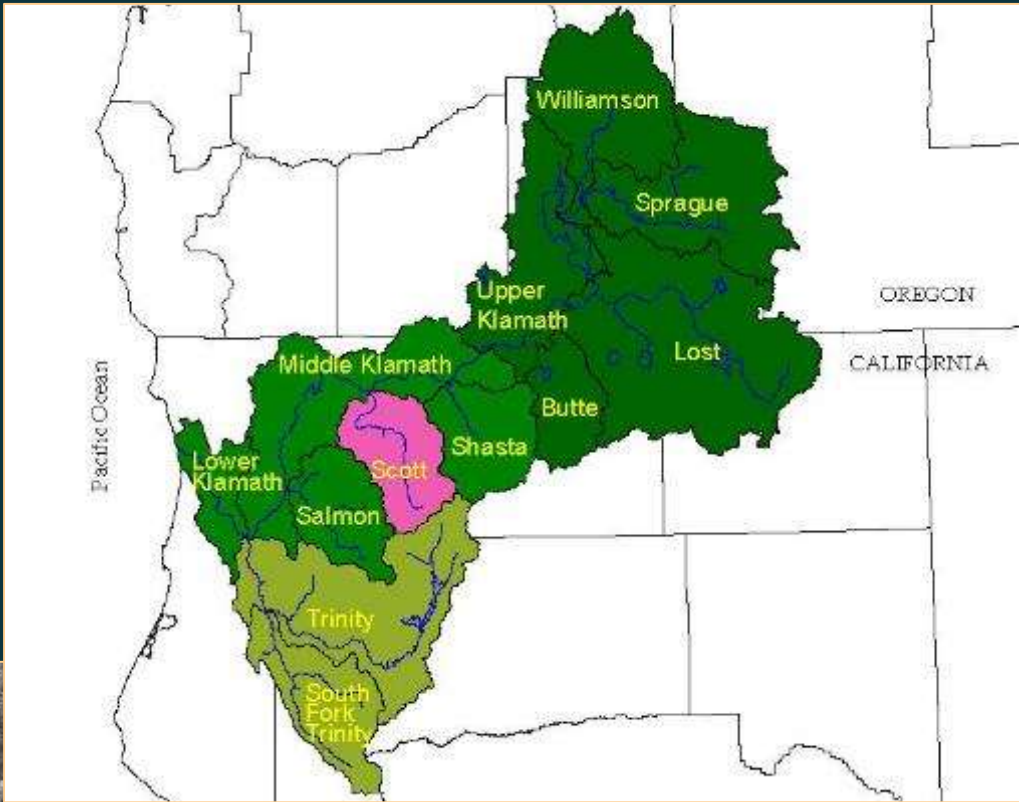 Williamson
Sprague
OREGON
Upper
Klamath
CALIFORNIA
Lost
Middle Klamath
Butte
Pacific Ocean
Shasta
Scott
Lower
Klamath
Salmon
Trinity
South
Fork
Trinity